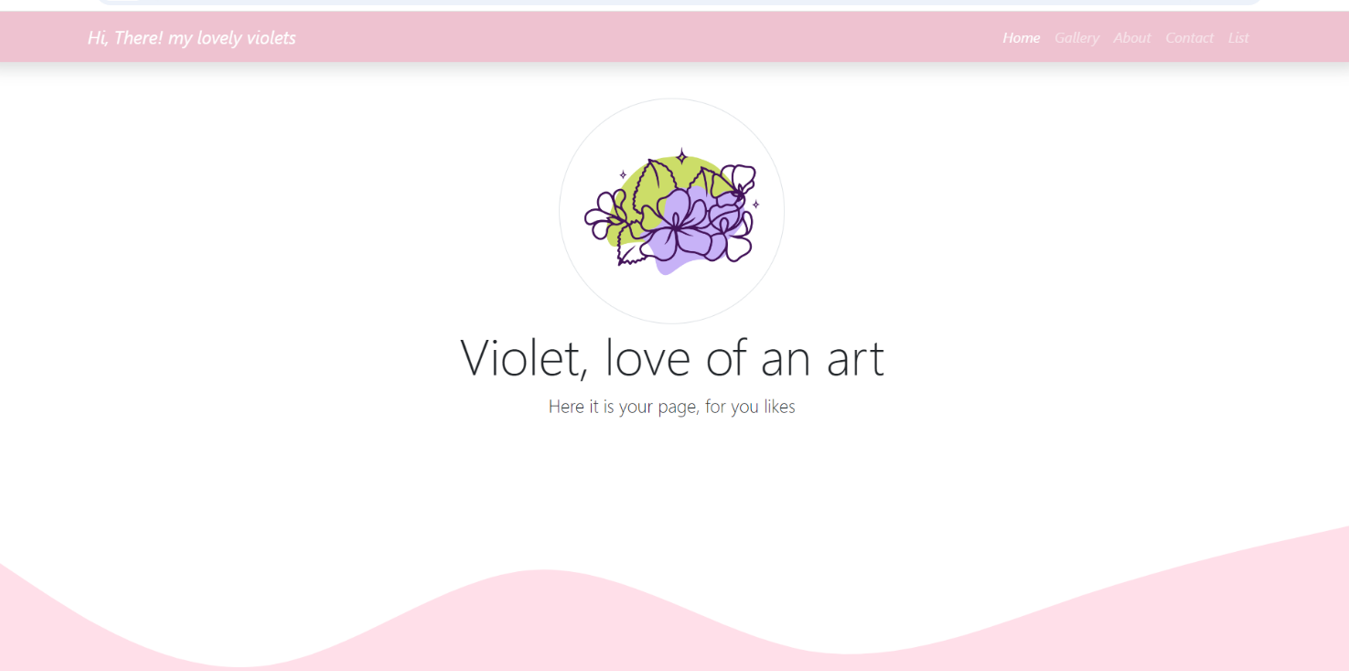 Hi, There! my lovely violets
Home Gallery About Contact List
Violet, love of an art
Here it is your page, for you likes